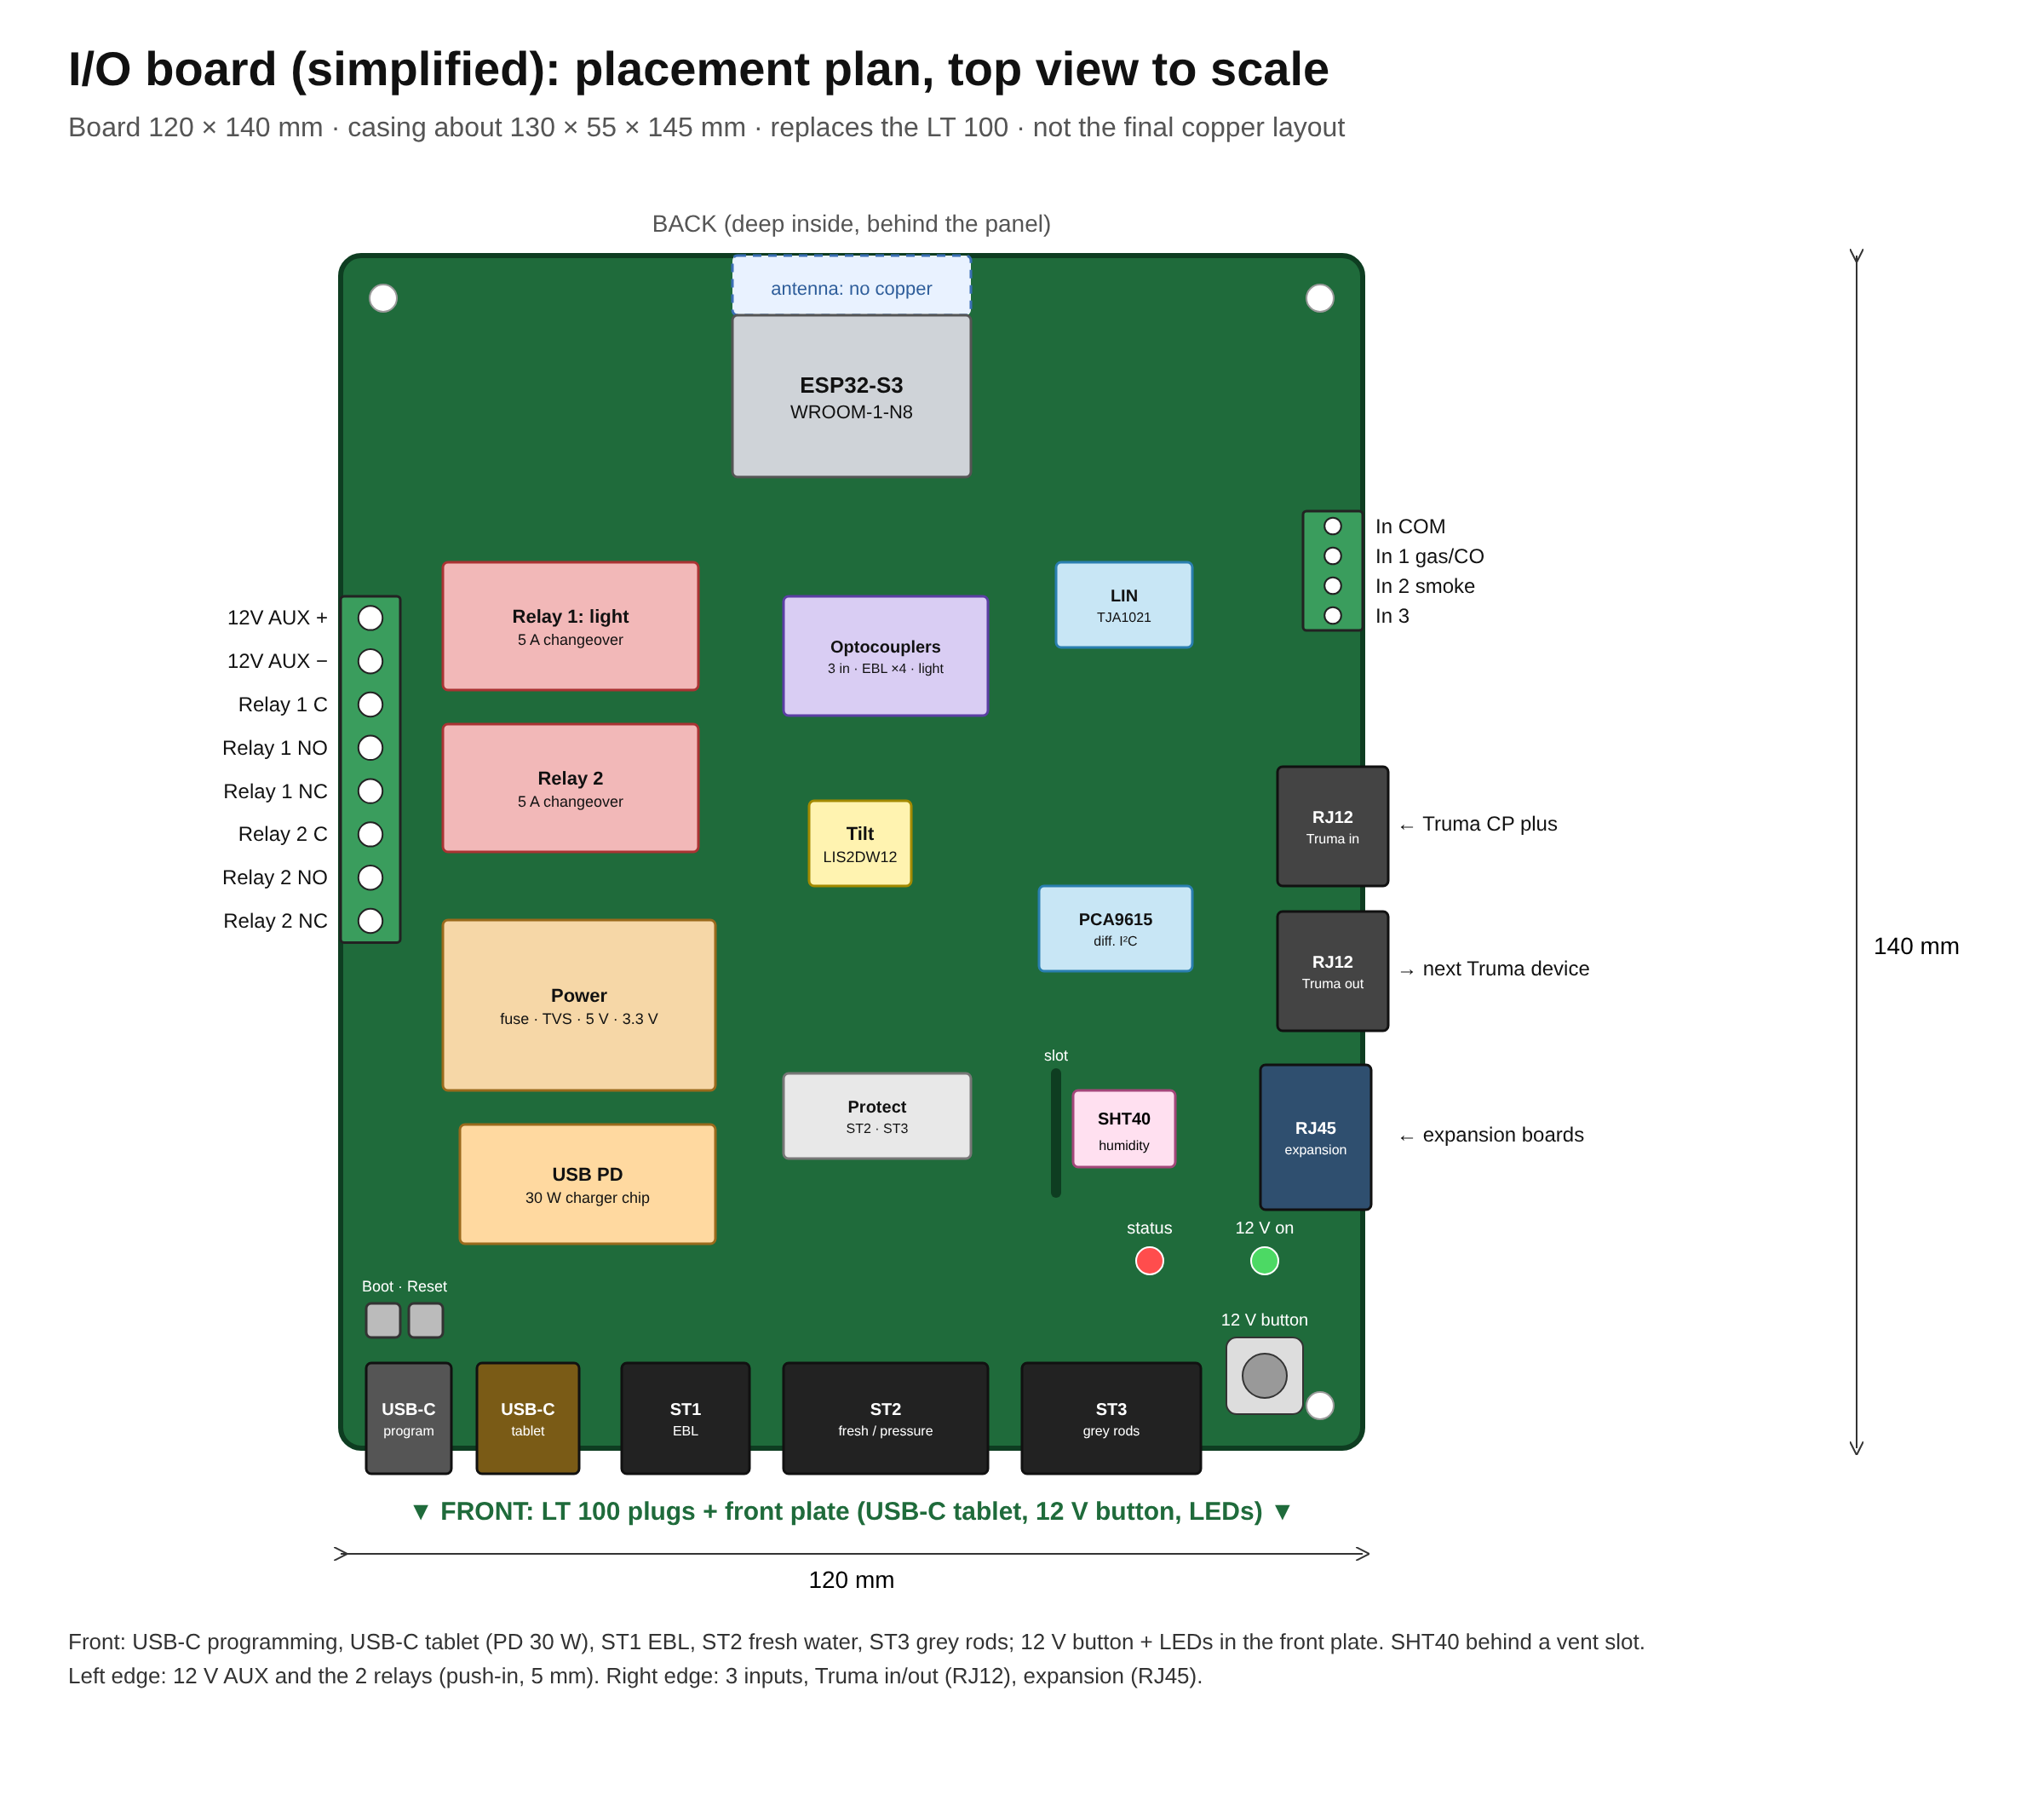 I/O board (simplified): placement plan, top view to scale
Board 120 × 140 mm · casing about 130 × 55 × 145 mm · replaces the LT 100 · not the final copper layout
BACK (deep inside, behind the panel)
antenna: no copper
ESP32-S3
WROOM-1-N8
In COM
In 1 gas/CO
In 2 smoke
In 3
12V AUX +
12V AUX −
Relay 1 C
Relay 1 NO
Relay 1 NC
Relay 2 C
Relay 2 NO
Relay 2 NC
Relay 1: light
5 A changeover
Relay 2
5 A changeover
Optocouplers
3 in · EBL ×4 · light
LIN
TJA1021
Tilt
LIS2DW12
PCA9615
diff. I²C
RJ12
Truma in
← Truma CP plus
RJ12
Truma out
→ next Truma device
140 mm
Power
fuse · TVS · 5 V · 3.3 V
USB PD
30 W charger chip
Protect
ST2 · ST3
slot
SHT40
humidity
RJ45
expansion
← expansion boards
status
12 V on
Boot · Reset
12 V button
USB-C
program
USB-C
tablet
ST1
EBL
ST2
fresh / pressure
ST3
grey rods
▼ FRONT: LT 100 plugs + front plate (USB-C tablet, 12 V button, LEDs) ▼
120 mm
Front: USB-C programming, USB-C tablet (PD 30 W), ST1 EBL, ST2 fresh water, ST3 grey rods; 12 V button + LEDs in the front plate. SHT40 behind a vent slot.
Left edge: 12 V AUX and the 2 relays (push-in, 5 mm). Right edge: 3 inputs, Truma in/out (RJ12), expansion (RJ45).